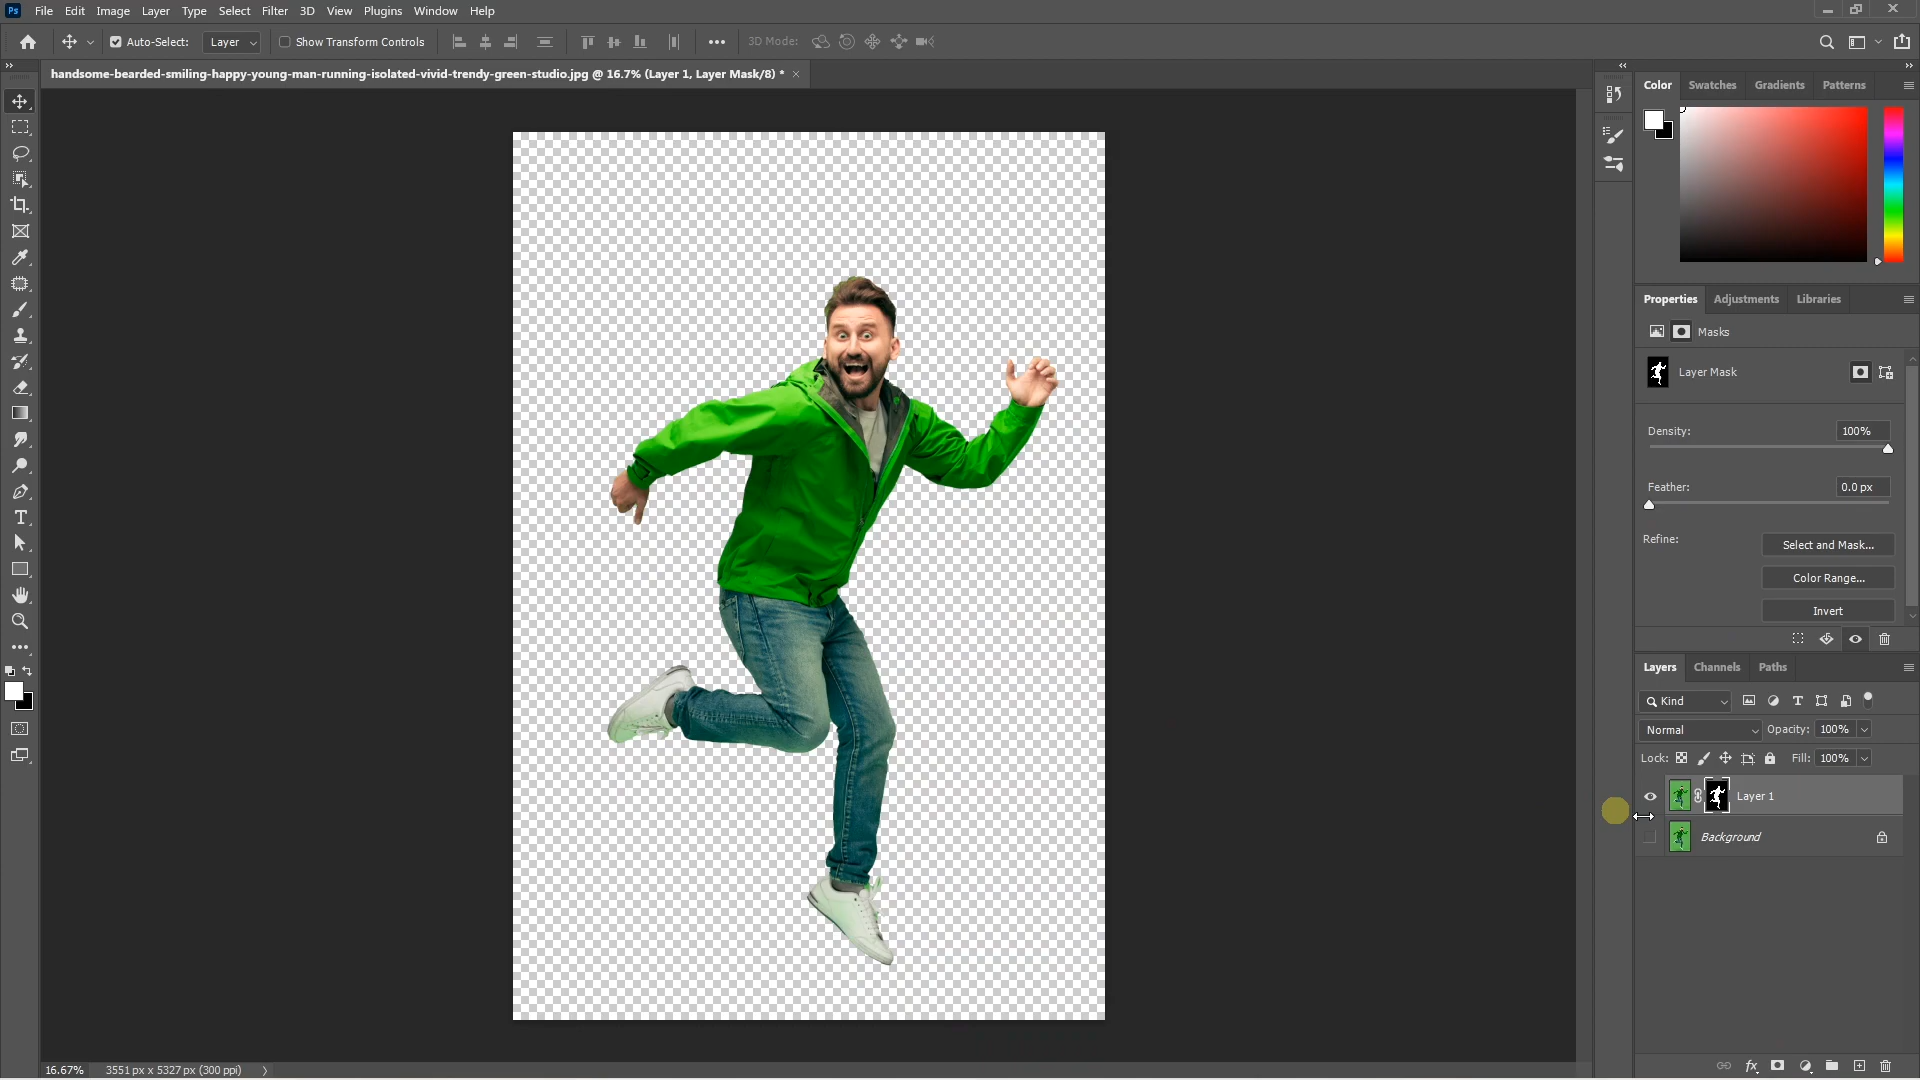 Ps File Edit Image Layer Type Select Filter 3D View Plugins Window Help
Auto-Select: Layer Show Transform Controls 3D Mode:
handsome-bearded-smiling-happy-young-man-running-isolated-vivid-trendy-green-studio.jpg @ 16.7% (Layer 1, Layer Mask/8) *
Color Swatches Gradients Patterns
Properties Adjustments Libraries
Masks
Layer Mask
Density: 100%
Feather: 0.0 px
Refine: Select and Mask...
Color Range...
Invert
Layers Channels Paths
Kind
Normal Opacity: 100%
Lock: Fill: 100%
Layer 1
Background
16.67% 3551 px x 5327 px (300 ppi)